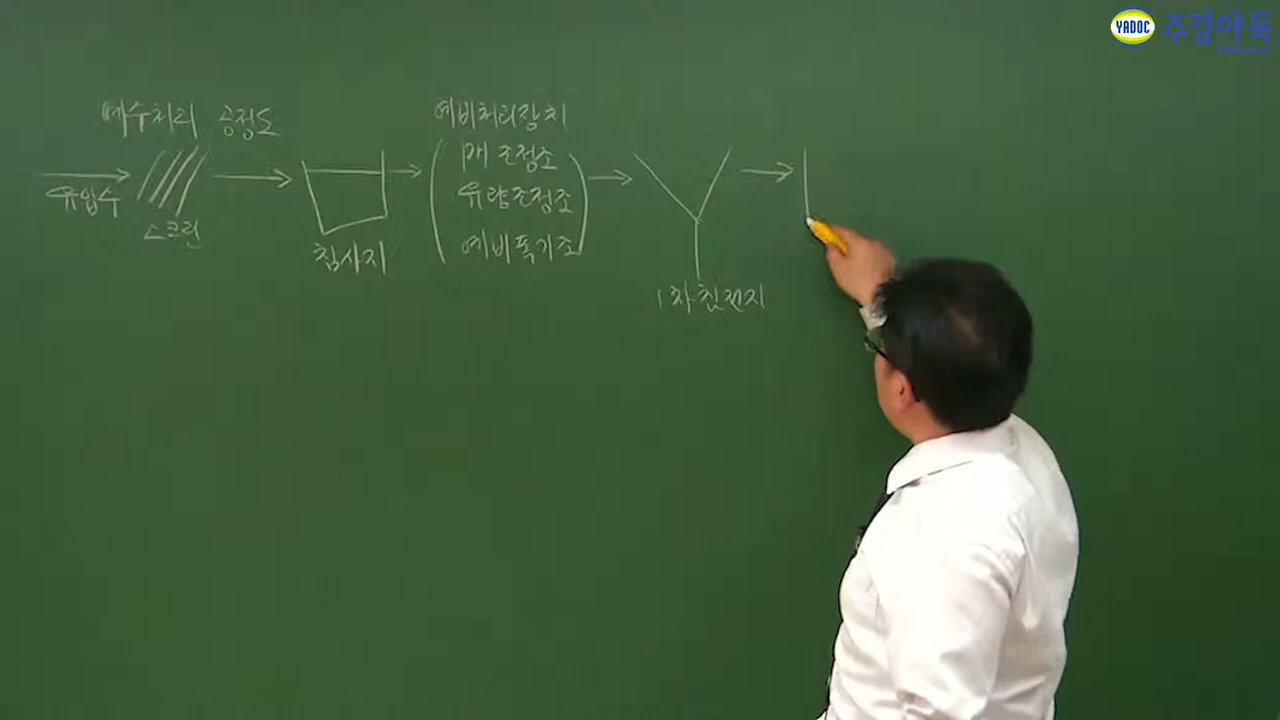 YADOC 주경야독
폐수처리 공정도
유입수
스크린
침사지
예비처리장치
pH 조정조
유량조정조
예비폭기조
1차침전지